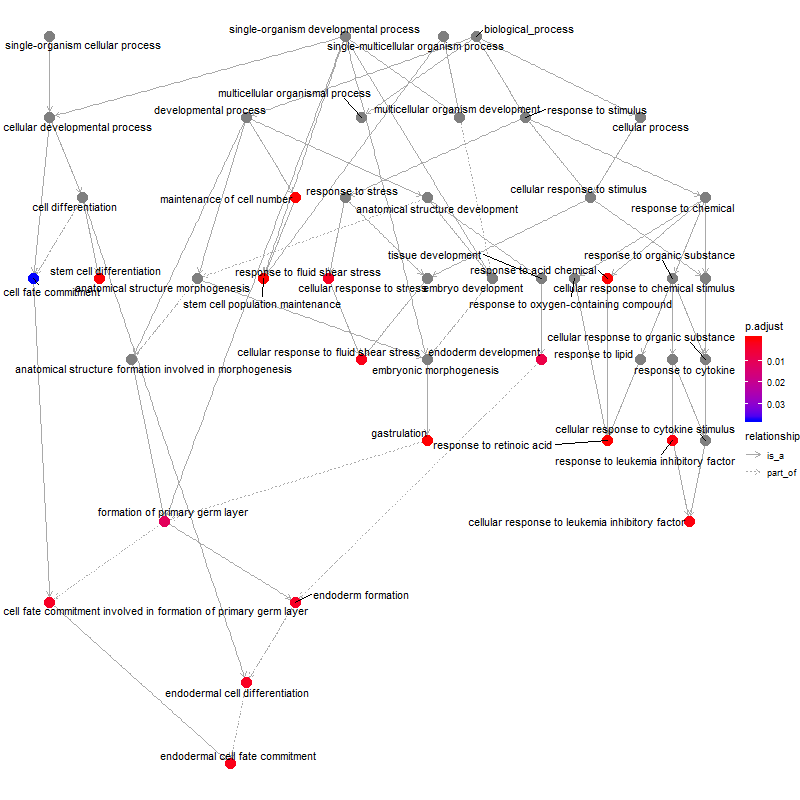 single-organism developmental process
biological_process
single-organism cellular process
single-multicellular organism process
multicellular organismal process
developmental process
multicellular organism development
response to stimulus
cellular developmental process
cellular process
maintenance of cell number
response to stress
cellular response to stimulus
cell differentiation
anatomical structure development
response to chemical
tissue development
response to organic substance
stem cell differentiation
response to fluid shear stress
response to acid chemical
cell fate commitment
anatomical structure morphogenesis
cellular response to stress
embryo development
cellular response to chemical stimulus
stem cell population maintenance
response to oxygen-containing compound
cellular response to organic substance
cellular response to fluid shear stress
endoderm development
response to lipid
anatomical structure formation involved in morphogenesis
embryonic morphogenesis
response to cytokine
gastrulation
cellular response to cytokine stimulus
response to retinoic acid
response to leukemia inhibitory factor
formation of primary germ layer
cellular response to leukemia inhibitory factor
endoderm formation
cell fate commitment involved in formation of primary germ layer
endodermal cell differentiation
endodermal cell fate commitment
p.adjust
0.01
0.02
0.03
relationship
is_a
part_of